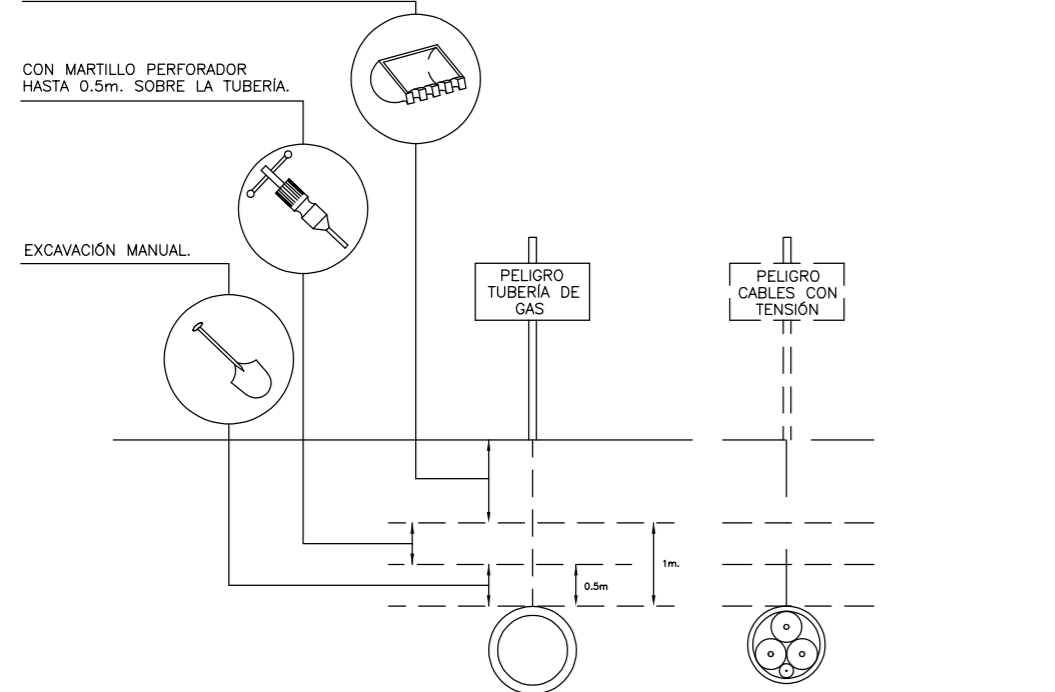 CON MARTILLO PERFORADOR
HASTA 0.5m. SOBRE LA TUBERÍA.
EXCAVACIÓN MANUAL.
PELIGRO
TUBERÍA DE
GAS
PELIGRO
CABLES CON
TENSIÓN
1m.
0.5m